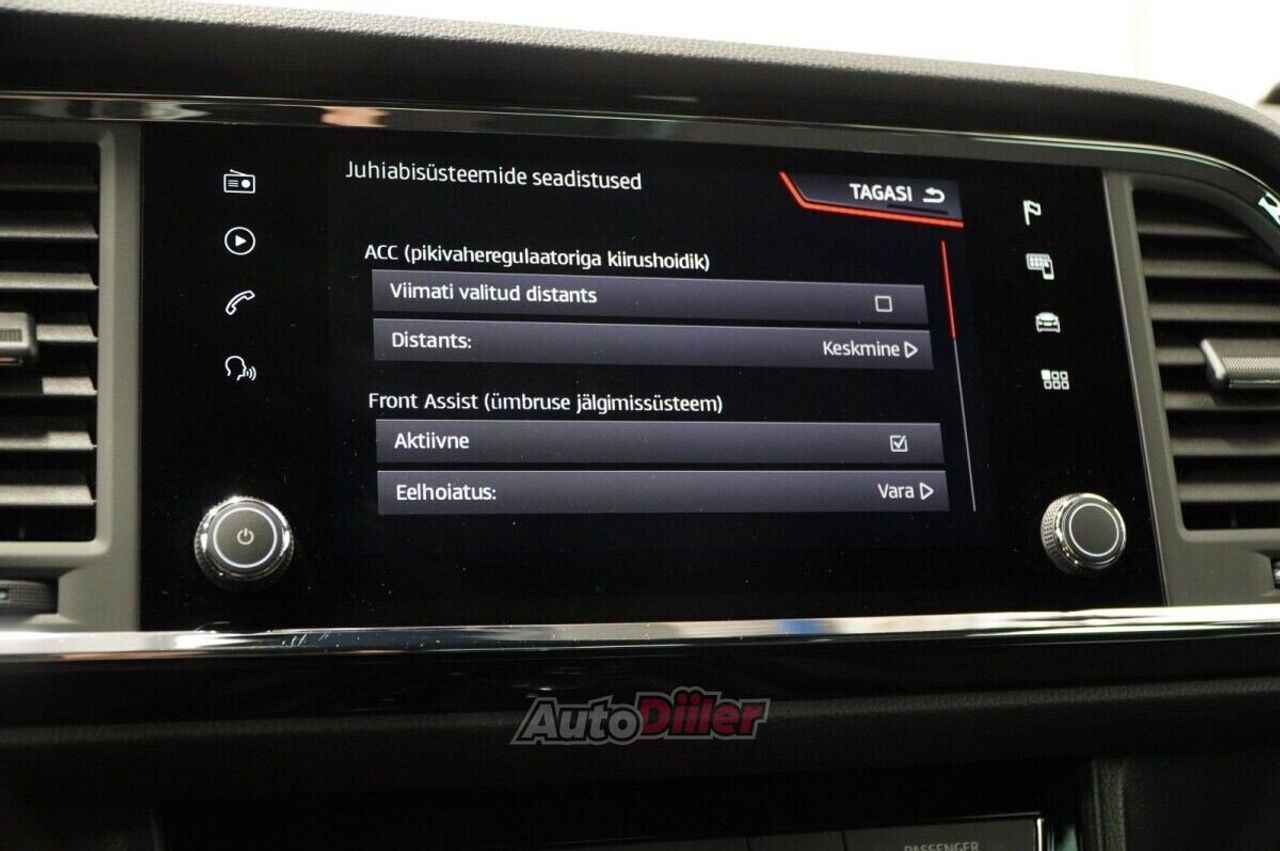 Juhiabisüsteemide seadistused
TAGASI
ACC (pikivaheregulaatoriga kiirushoidik)
Viimati valitud distants
Distants: Keskmine
Front Assist (ümbruse jälgimissüsteem)
Aktiivne
Eelhoiatus: Vara
AutoDiiler
PASSENGER